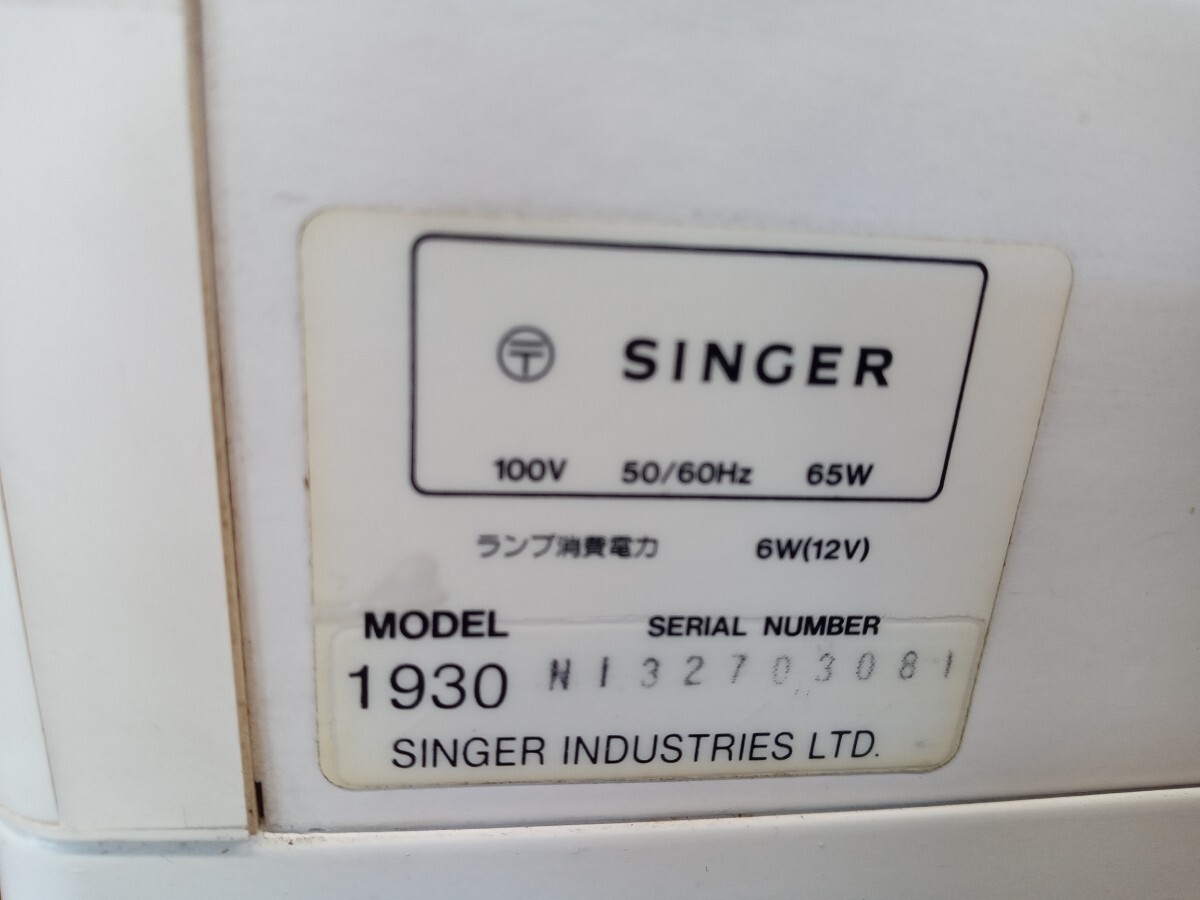 〶 SINGER
100V 50/60Hz 65W
ランプ消費電力 6W(12V)
MODEL SERIAL NUMBER
1930 N132703081
SINGER INDUSTRIES LTD.